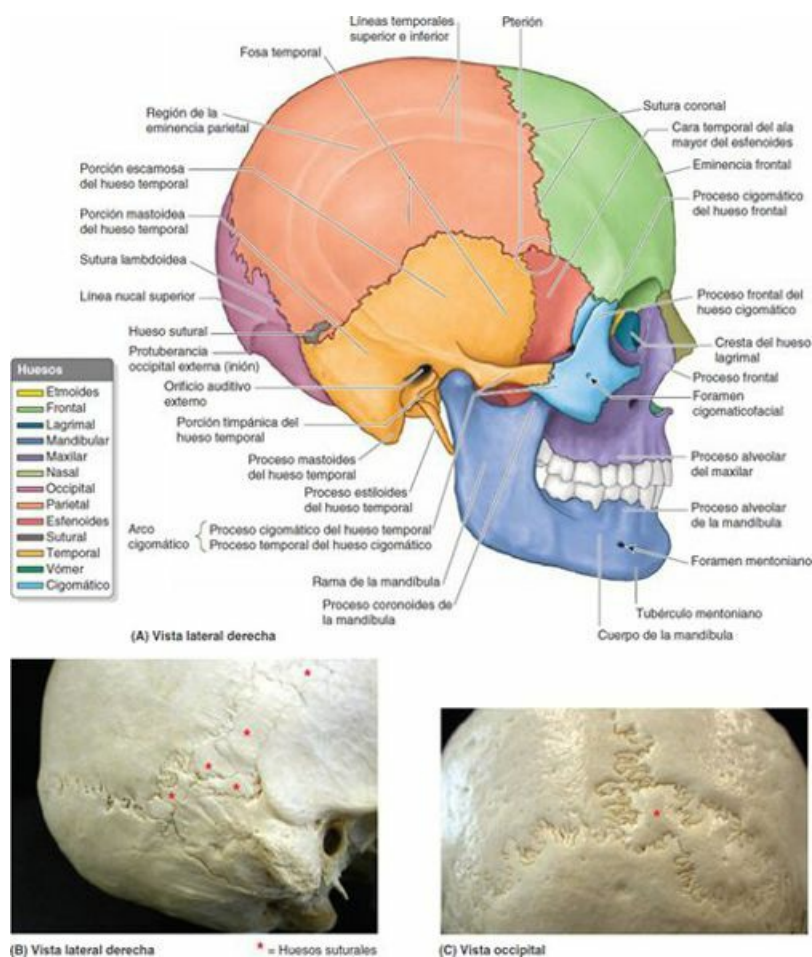 Líneas temporales
superior e inferior
Pterión
Fosa temporal
Región de la
eminencia parietal
Sutura coronal
Cara temporal del ala
mayor del esfenoides
Porción escamosa
del hueso temporal
Eminencia frontal
Porción mastoidea
del hueso temporal
Proceso cigomático
del hueso frontal
Sutura lambdoidea
Línea nucal superior
Proceso frontal
del hueso cigomático
Hueso sutural
Cresta del hueso
lagrimal
Protuberancia
occipital externa (inión)
Proceso frontal
Orificio auditivo
externo
Foramen
cigomaticofacial
Porción timpánica del
hueso temporal
Proceso mastoides
del hueso temporal
Proceso alveolar
del maxilar
Proceso estiloides
del hueso temporal
Proceso alveolar
de la mandíbula
Arco
cigomático
Proceso cigomático del hueso temporal
Proceso temporal del hueso cigomático
Foramen mentoniano
Rama de la mandíbula
Proceso coronoides de
la mandíbula
Tubérculo mentoniano
Cuerpo de la mandíbula
Huesos
Etmoides
Frontal
Lagrimal
Mandibular
Maxilar
Nasal
Occipital
Parietal
Esfenoides
Sutural
Temporal
Vómer
Cigomático
(A) Vista lateral derecha
(B) Vista lateral derecha
* = Huesos suturales
(C) Vista occipital